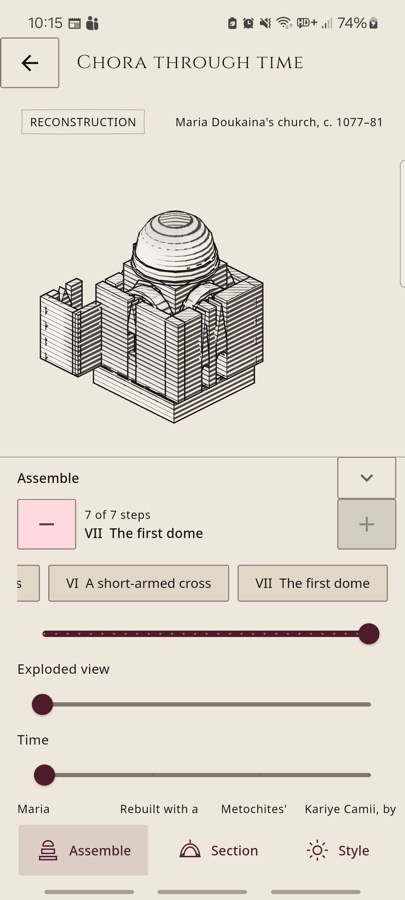 10:15 74%
Chora through time
RECONSTRUCTION Maria Doukaina's church, c. 1077–81
Assemble
7 of 7 steps
VII The first dome
s VI A short-armed cross VII The first dome
Exploded view
Time
Maria Rebuilt with a Metochites' Kariye Camii, by
Assemble Section Style